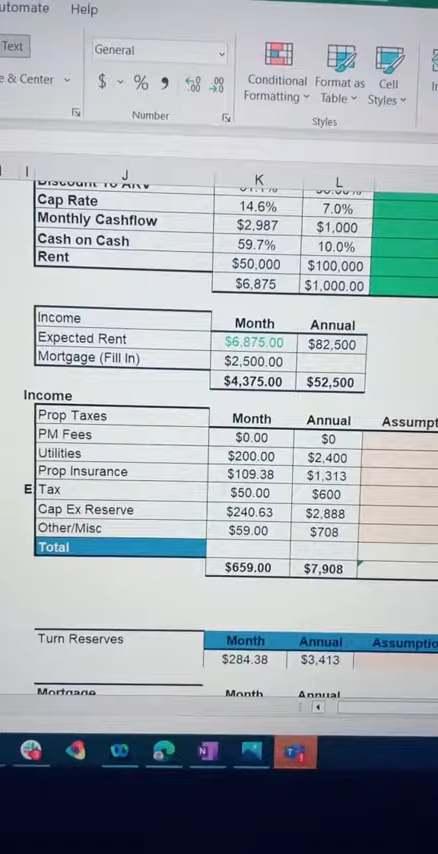 utomate Help
Text
General
e & Center
$ % 9 .00 .00
Conditional Format as Cell
Formatting Table Styles
Number
Styles
I J K L
Discount To ARV
Cap Rate 14.6% 7.0%
Monthly Cashflow $2,987 $1,000
Cash on Cash 59.7% 10.0%
Rent $50,000 $100,000
$6,875 $1,000.00
Income Month Annual
Expected Rent $6,875.00 $82,500
Mortgage (Fill In) $2,500.00
$4,375.00 $52,500
Income
Prop Taxes Month Annual Assumpt
PM Fees $0.00 $0
Utilities $200.00 $2,400
Prop Insurance $109.38 $1,313
E Tax $50.00 $600
Cap Ex Reserve $240.63 $2,888
Other/Misc $59.00 $708
Total
$659.00 $7,908
Turn Reserves Month Annual Assumptio
$284.38 $3,413
Mortgage Month Annual